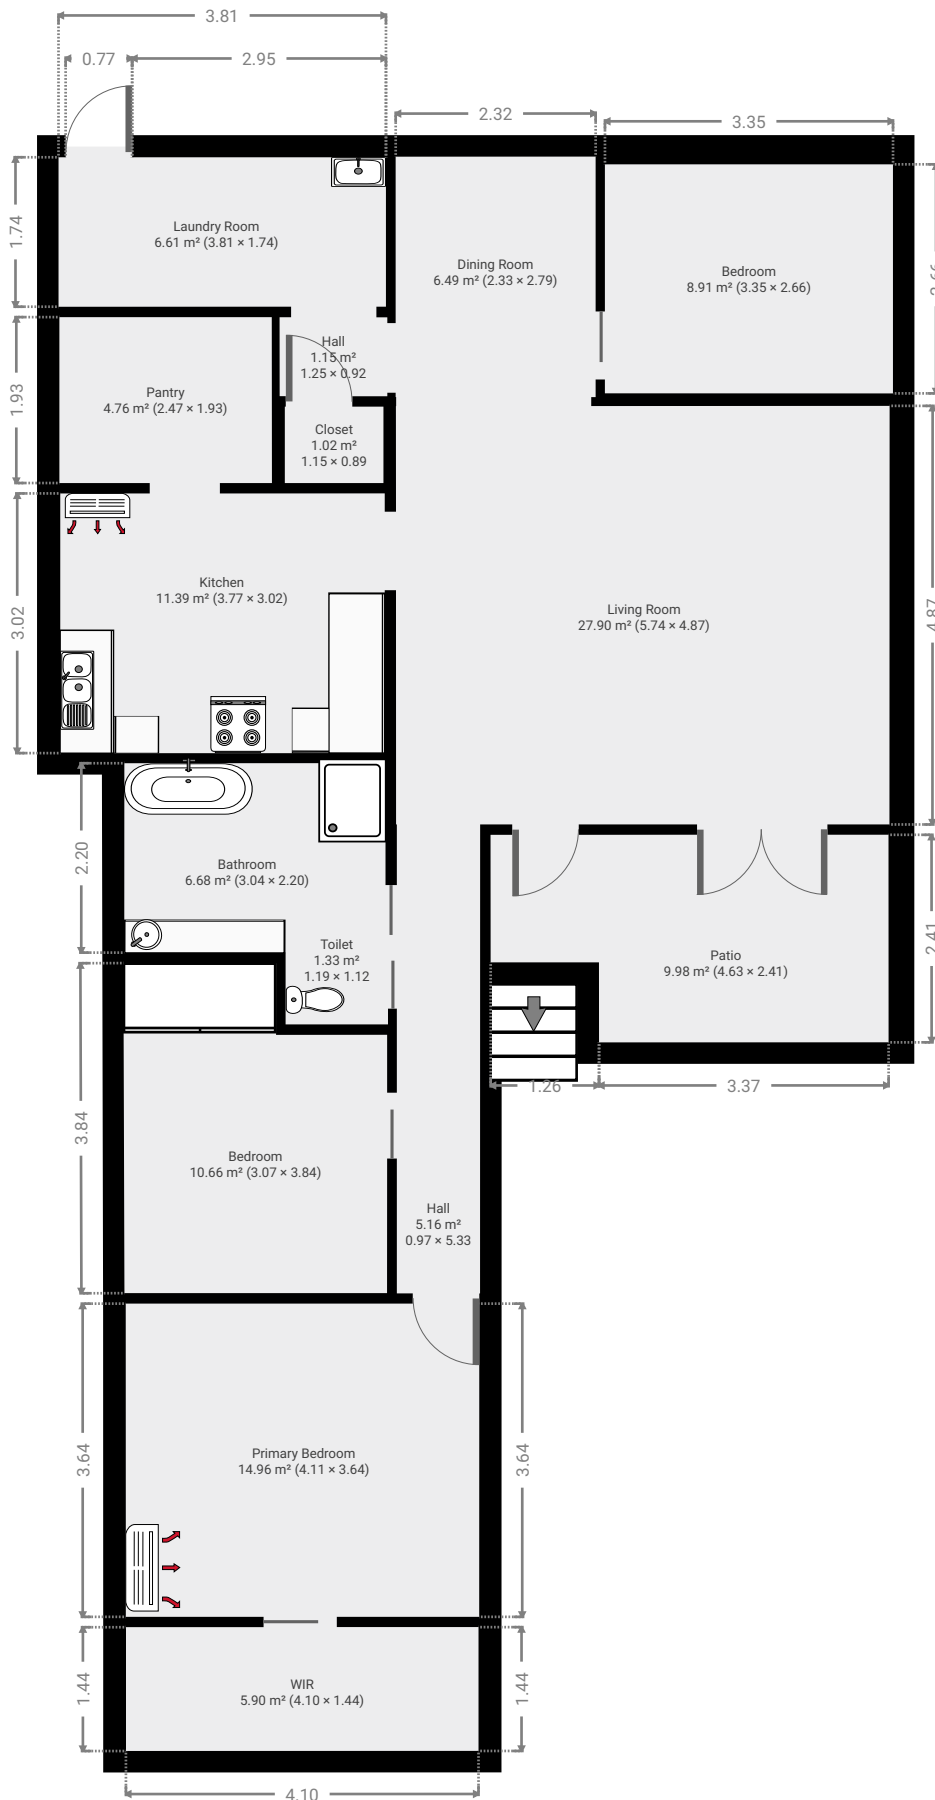 3.81
0.77
2.95
2.32
3.35
1.74
Laundry Room
6.61 m² (3.81 × 1.74)
Dining Room
6.49 m² (2.33 × 2.79)
Bedroom
8.91 m² (3.35 × 2.66)
2.66
Hall
1.15 m²
1.25 × 0.92
1.93
Pantry
4.76 m² (2.47 × 1.93)
Closet
1.02 m²
1.15 × 0.89
3.02
Kitchen
11.39 m² (3.77 × 3.02)
Living Room
27.90 m² (5.74 × 4.87)
4.87
2.20
Bathroom
6.68 m² (3.04 × 2.20)
Toilet
1.33 m²
1.19 × 1.12
Patio
9.98 m² (4.63 × 2.41)
2.41
1.26
3.37
3.84
Bedroom
10.66 m² (3.07 × 3.84)
Hall
5.16 m²
0.97 × 5.33
3.64
Primary Bedroom
14.96 m² (4.11 × 3.64)
3.64
1.44
WIR
5.90 m² (4.10 × 1.44)
1.44
4.10